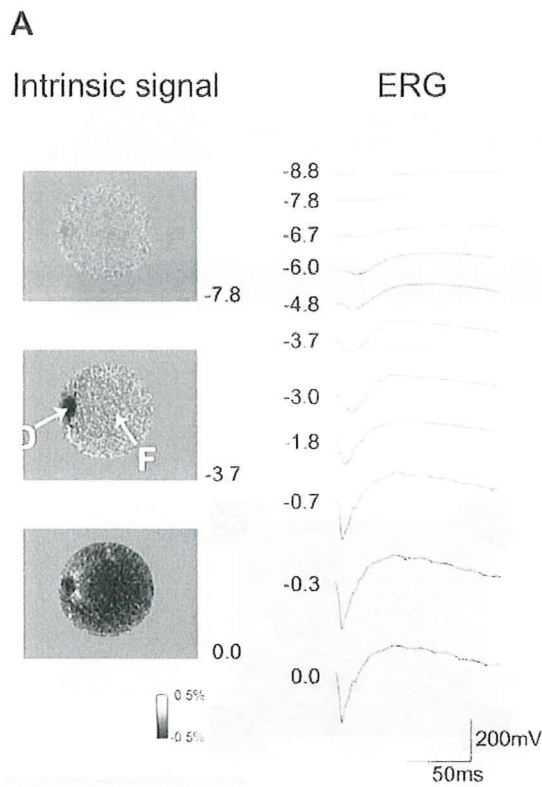 A
Intrinsic signal
ERG
-7.8
D
F
-3.7
0.0
0.5%
-0.5%
-8.8
-7.8
-6.7
-6.0
-4.8
-3.7
-3.0
-1.8
-0.7
-0.3
0.0
200mV
50ms